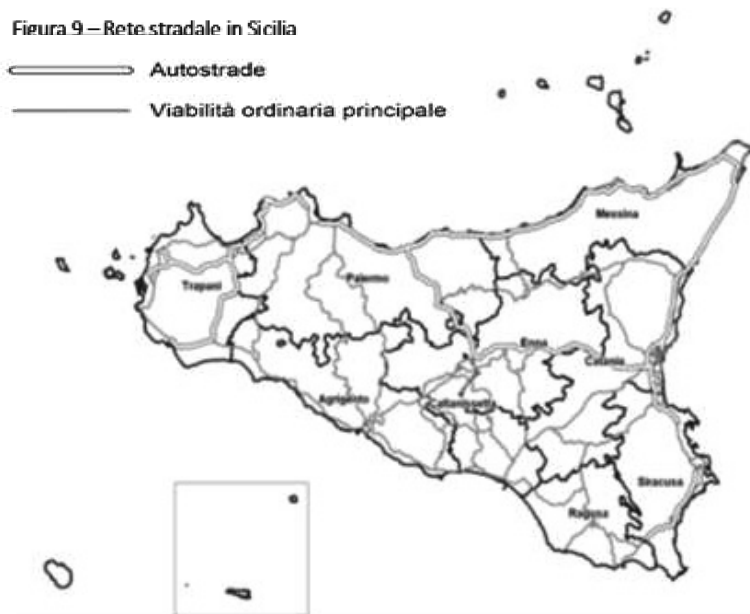 Figura 9 – Rete stradale in Sicilia
Autostrade
Viabilità ordinaria principale
Messina
Trapani
Palermo
Enna
Catania
Agrigento
Caltanissetta
Siracusa
Ragusa